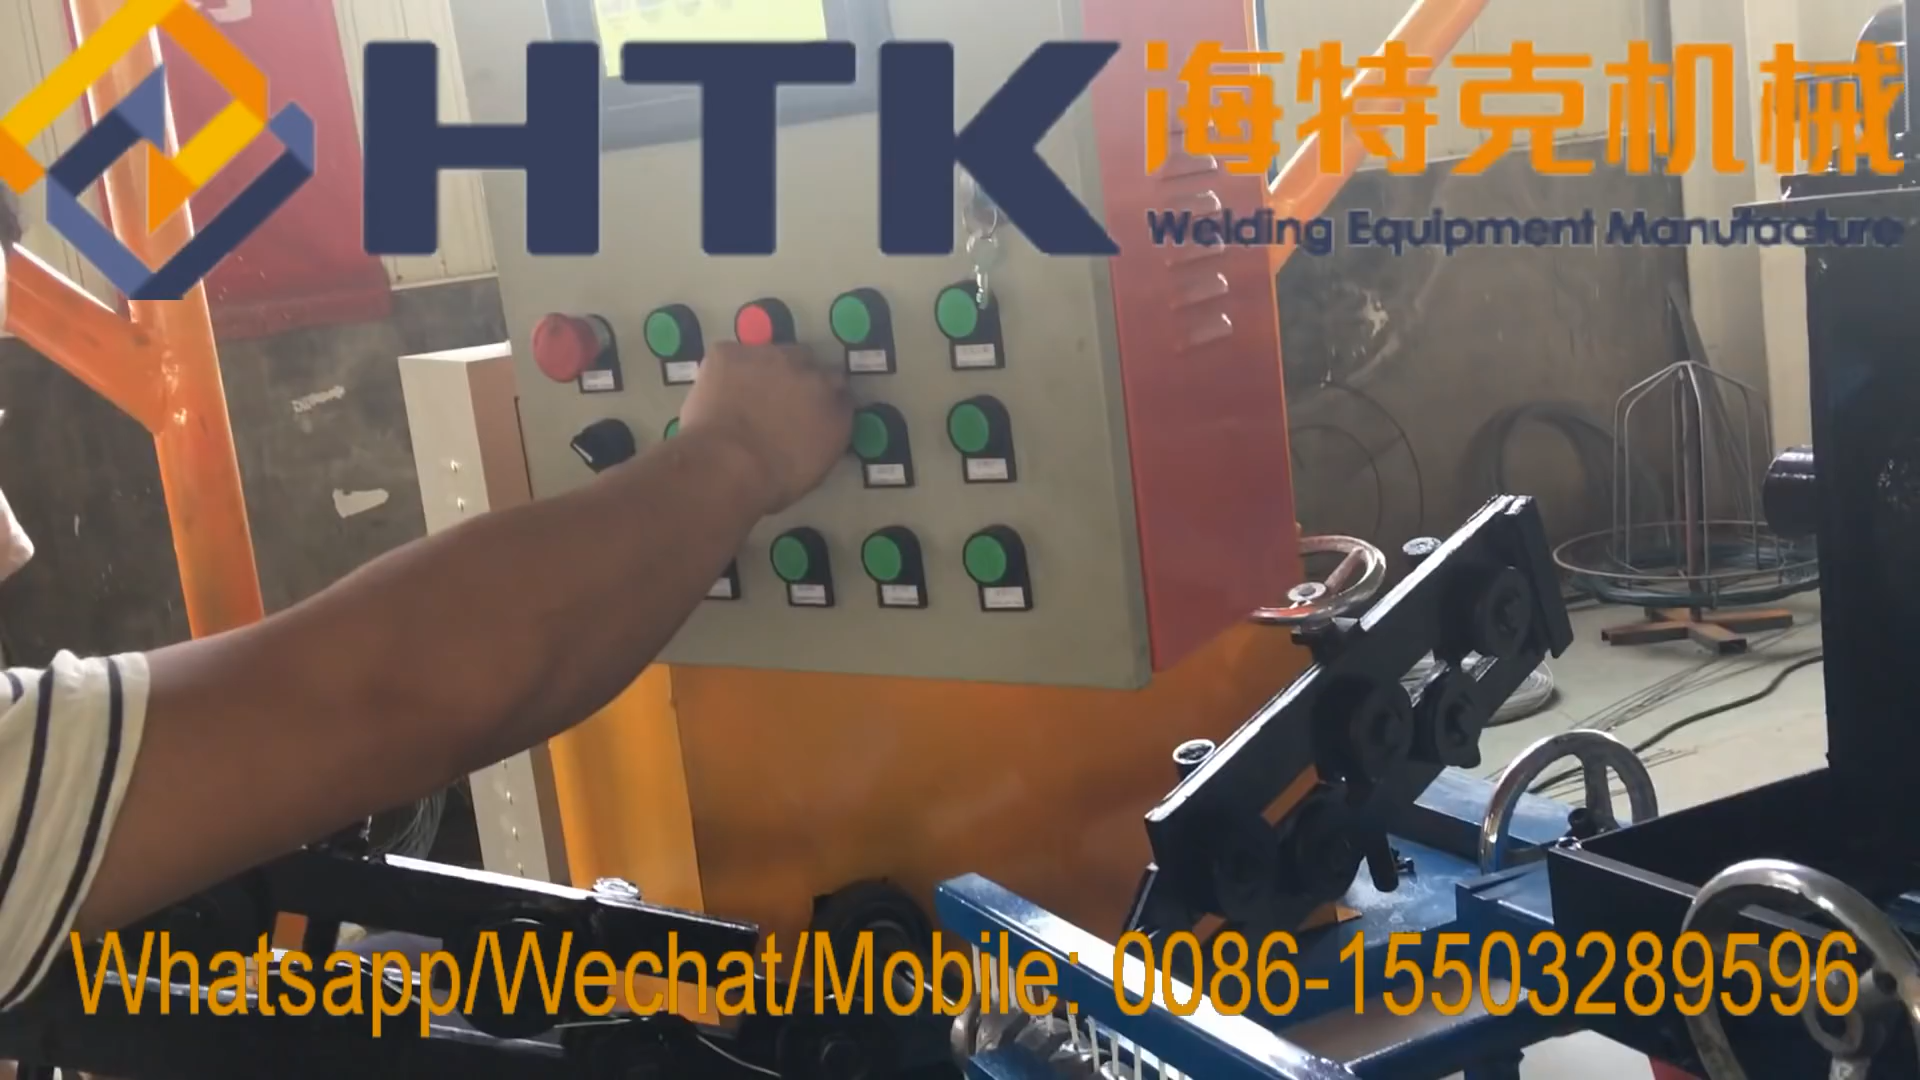 HTK 海特克机械
Welding Equipment Manufacture
Whatsapp/Wechat/Mobile: 0086-15503289596